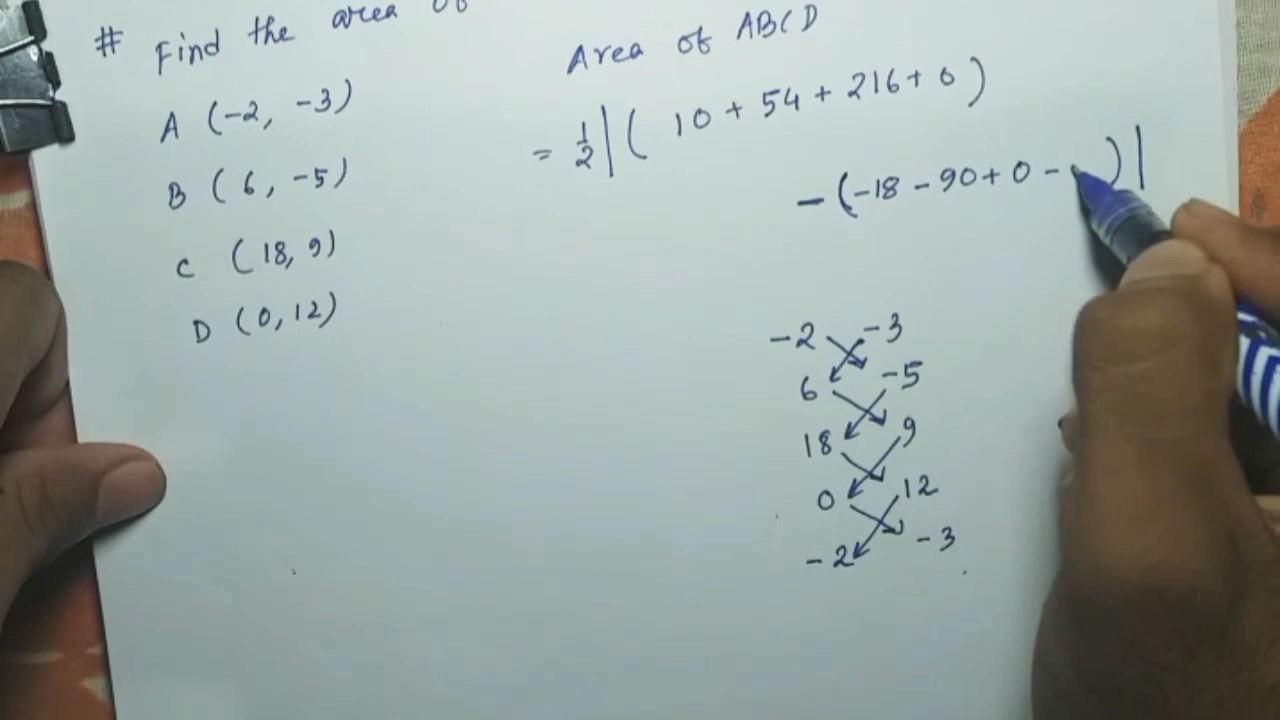 # Find the area of
A (-2, -3)
B (6, -5)
C (18, 9)
D (0, 12)
Area of ABCD
= 1/2 | ( 10 + 54 + 216 + 0 )
- (-18 - 90 + 0 - ) |
-2 -3
6 -5
18 9
0 12
-2 -3